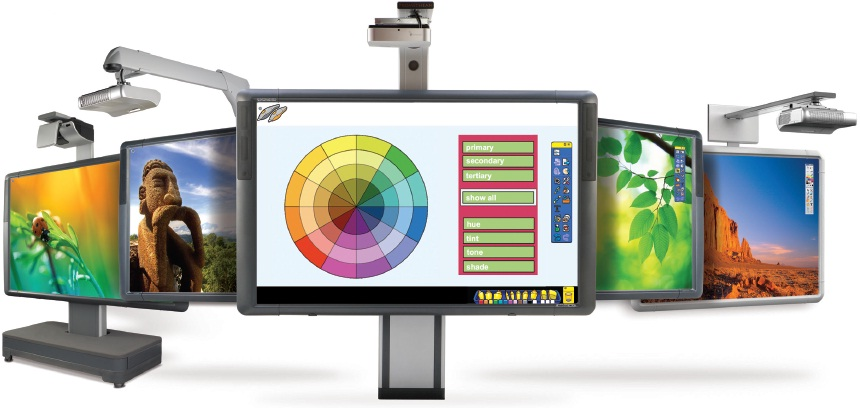 primary
secondary
tertiary
show all
hue
tint
tone
shade